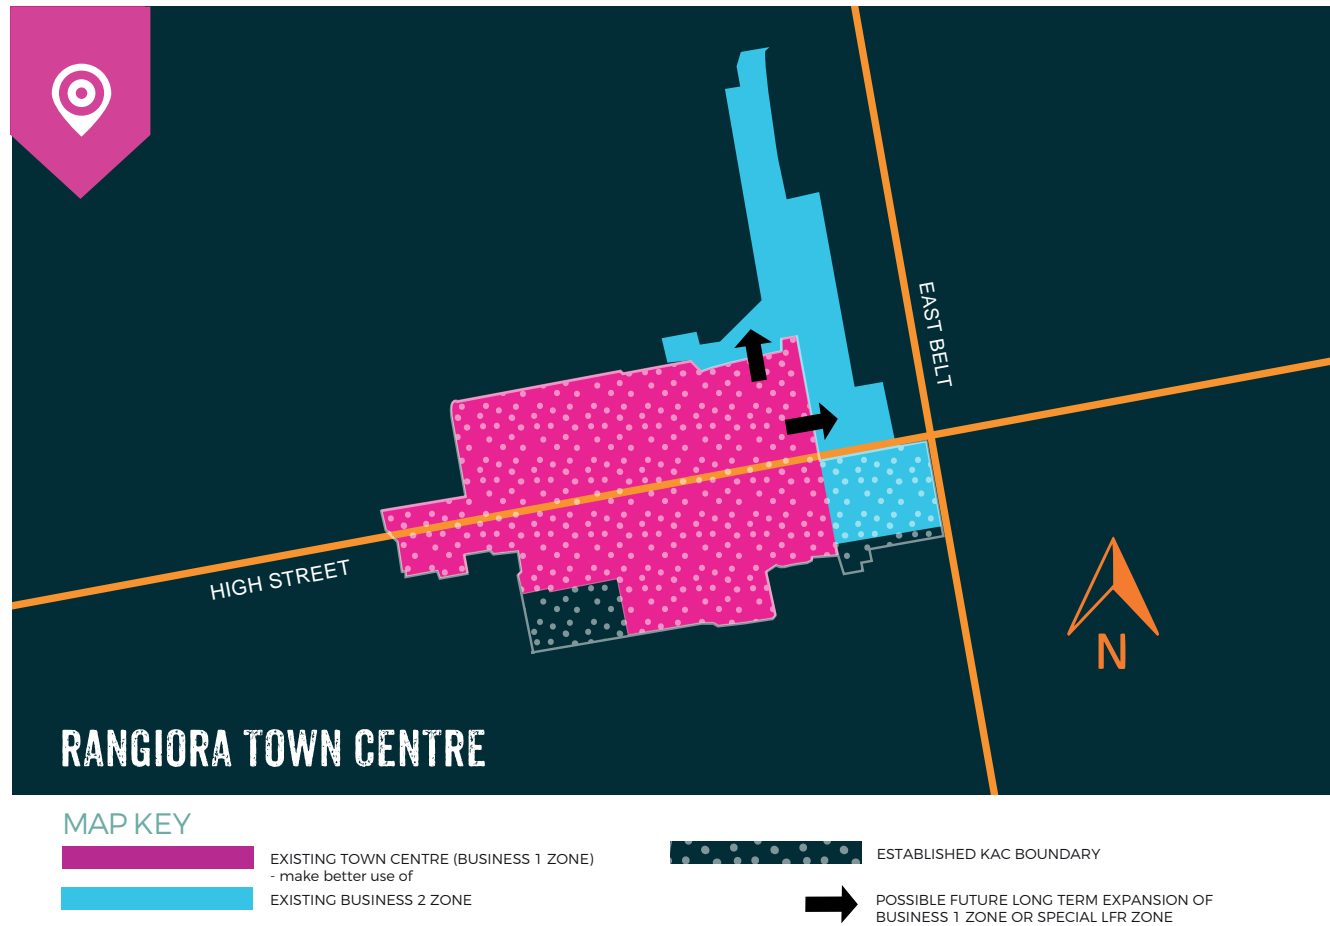 EAST BELT
HIGH STREET
N
RANGIORA TOWN CENTRE
MAP KEY
EXISTING TOWN CENTRE (BUSINESS 1 ZONE)
- make better use of
EXISTING BUSINESS 2 ZONE
ESTABLISHED KAC BOUNDARY
POSSIBLE FUTURE LONG TERM EXPANSION OF
BUSINESS 1 ZONE OR SPECIAL LFR ZONE